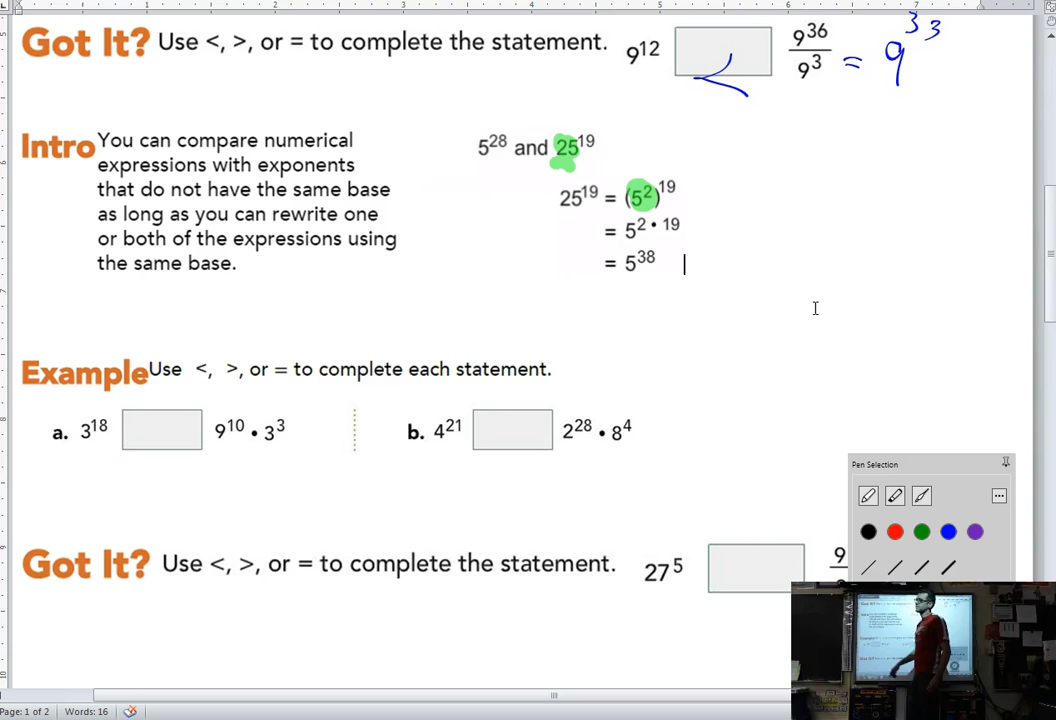 Got It? Use <, >, or = to complete the statement. 9^12 < 9^36/9^3 = 9^33
Intro You can compare numerical
expressions with exponents
that do not have the same base
as long as you can rewrite one
or both of the expressions using
the same base.
5^28 and 25^19
25^19 = (5^2)^19
= 5^2 • 19
= 5^38
Example Use <, >, or = to complete each statement.
a. 3^18 9^10 • 3^3 b. 4^21 2^28 • 8^4
Pen Selection
Got It? Use <, >, or = to complete the statement. 27^5 9
Page: 1 of 2 Words: 16